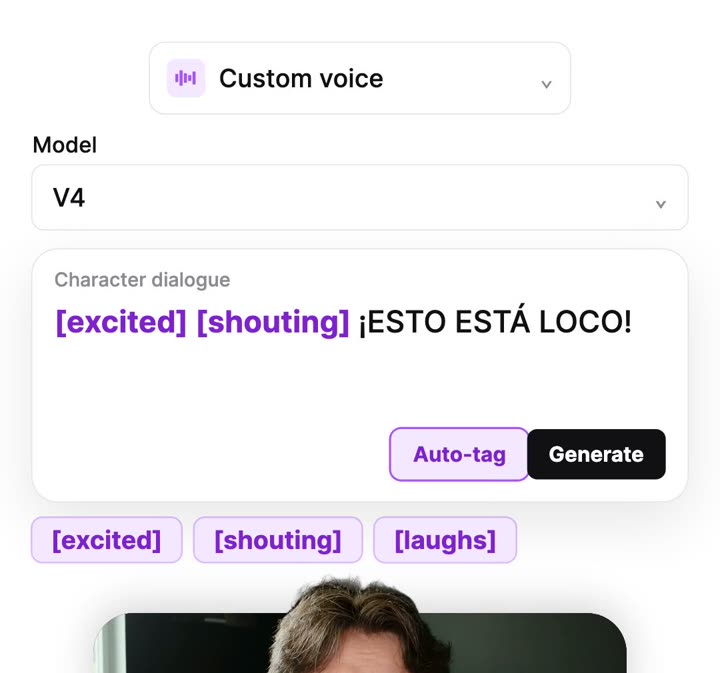 Custom voice
Model
V4
Character dialogue
[excited] [shouting] ¡ESTO ESTÁ LOCO!
Auto-tag Generate
[excited] [shouting] [laughs]